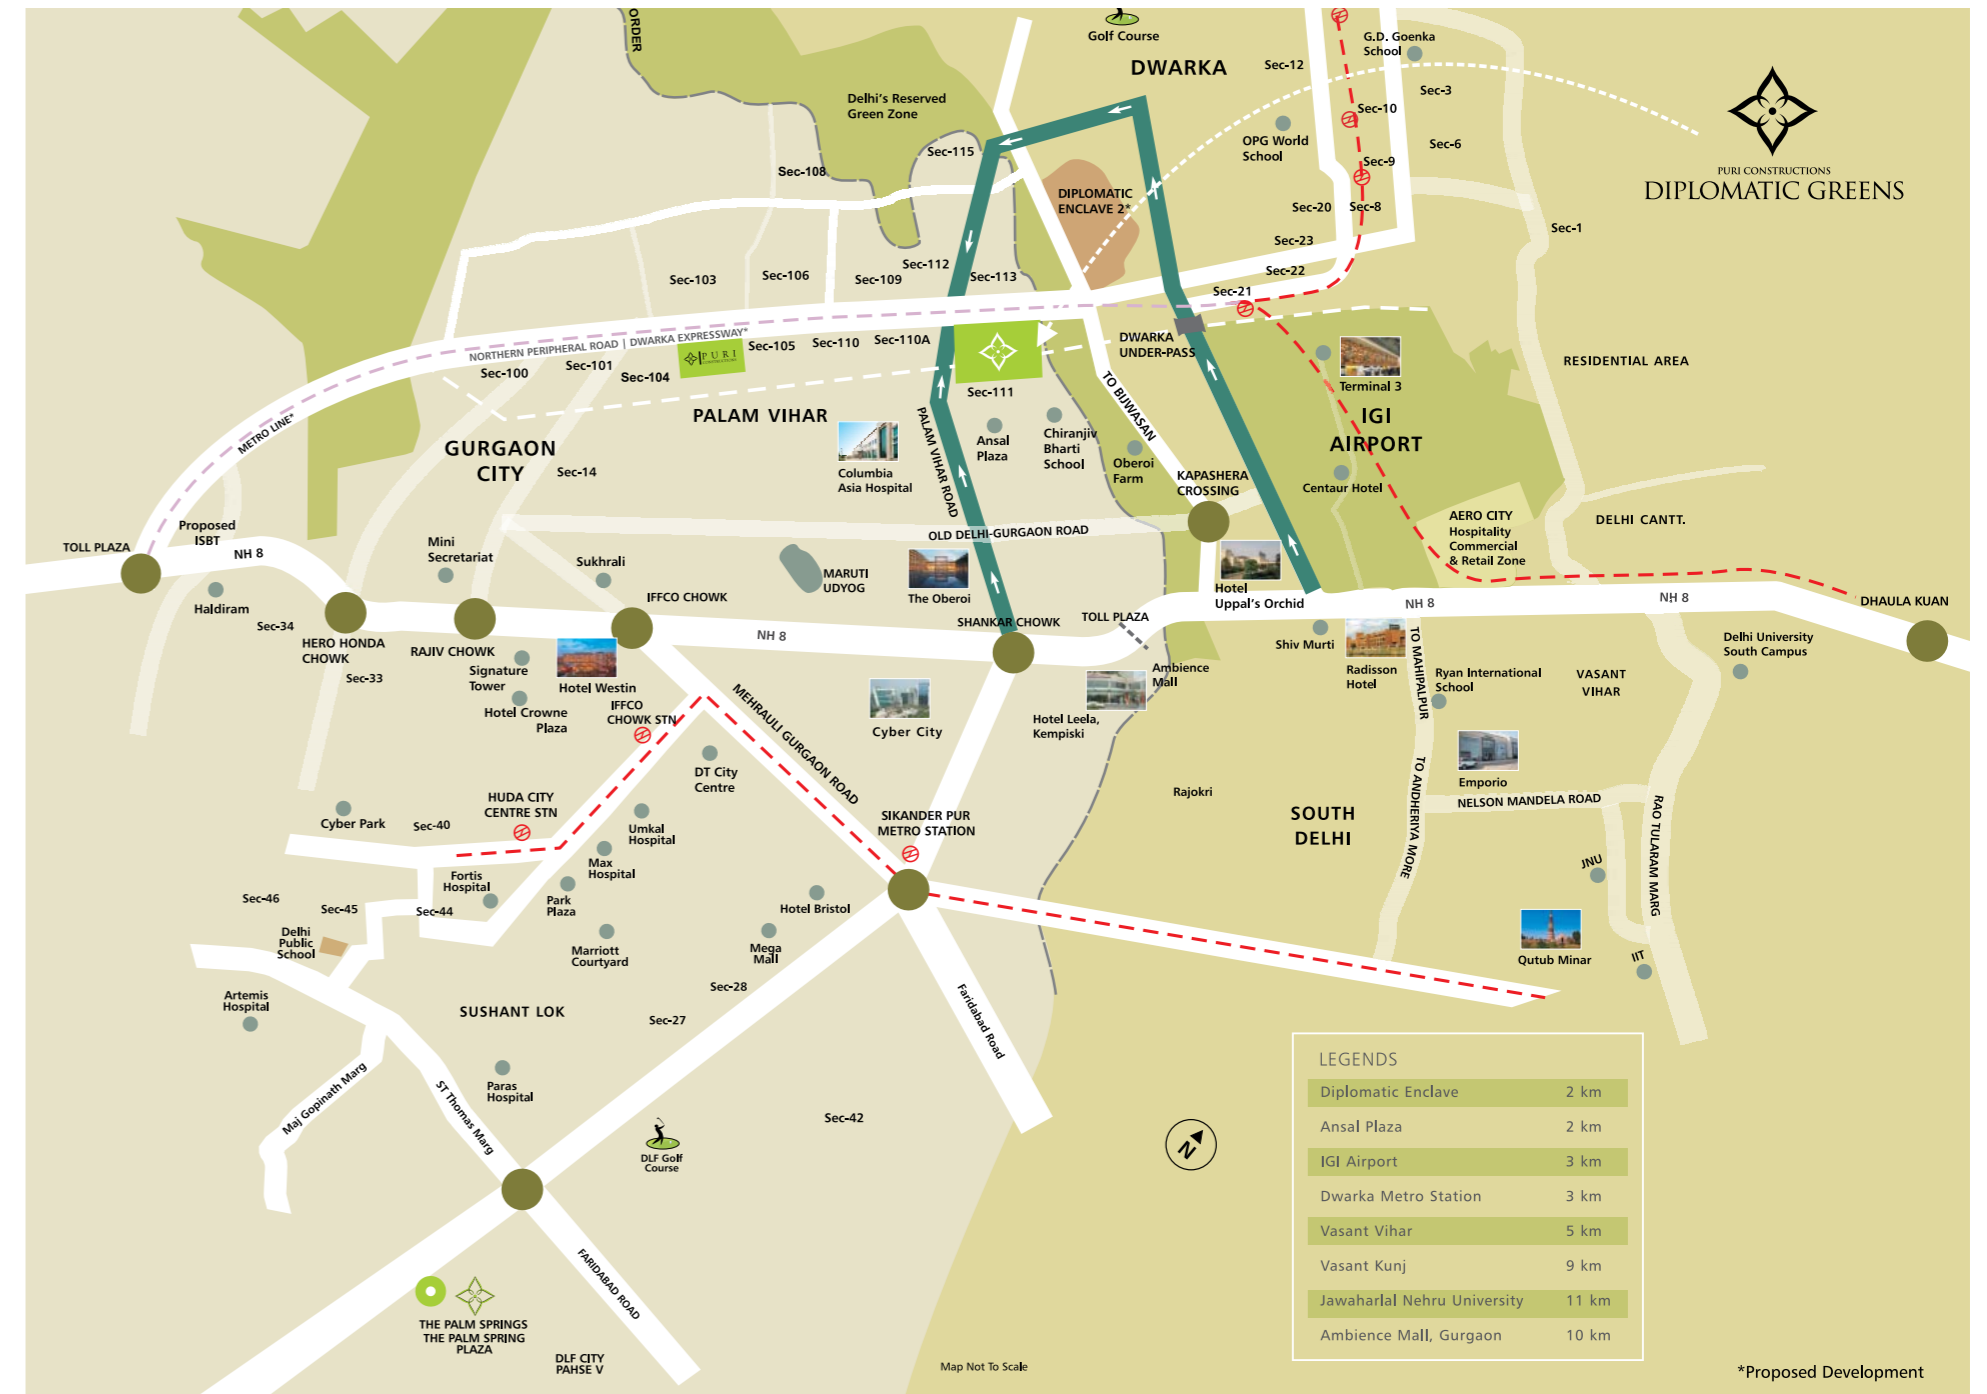 ORDER
Golf Course
DWARKA
Sec-12
G.D. Goenka
School
Sec-3
Sec-10
Delhi's Reserved
Green Zone
OPG World
School
Sec-6
Sec-115
Sec-9
Sec-108
DIPLOMATIC
ENCLAVE 2*
Sec-20
Sec-8
Sec-1
Sec-23
PURI CONSTRUCTIONS
DIPLOMATIC GREENS
Sec-103
Sec-106
Sec-109
Sec-112
Sec-113
Sec-22
Sec-21
NORTHERN PERIPHERAL ROAD | DWARKA EXPRESSWAY*
PURI
Sec-105
Sec-110
Sec-110A
DWARKA
UNDER-PASS
Sec-100
Sec-101
Sec-104
Sec-111
TO BIJWASAN
Terminal 3
RESIDENTIAL AREA
METRO LINE*
PALAM VIHAR
PALAM VIHAR ROAD
IGI
AIRPORT
GURGAON
CITY
Sec-14
Columbia
Asia Hospital
Ansal
Plaza
Chiranjiv
Bharti
School
Oberoi
Farm
KAPASHERA
CROSSING
Centaur Hotel
AERO CITY
Hospitality
Commercial
& Retail Zone
DELHI CANTT.
Proposed
ISBT
TOLL PLAZA
NH 8
Mini
Secretariat
Sukhrali
OLD DELHI-GURGAON ROAD
MARUTI
UDYOG
The Oberoi
Hotel
Uppal's Orchid
Haldiram
Sec-34
HERO HONDA
CHOWK
RAJIV CHOWK
IFFCO CHOWK
NH 8
SHANKAR CHOWK
TOLL PLAZA
NH 8
NH 8
DHAULA KUAN
Sec-33
Signature
Tower
Hotel Westin
Hotel Crowne
Plaza
IFFCO
CHOWK STN
MEHRAULI GURGAON ROAD
Cyber City
Ambience
Mall
Hotel Leela,
Kempiski
Shiv Murti
Radisson
Hotel
TO MAHIPALPUR
Ryan International
School
VASANT
VIHAR
Delhi University
South Campus
DT City
Centre
HUDA CITY
CENTRE STN
Cyber Park
Sec-40
Umkal
Hospital
SIKANDER PUR
METRO STATION
Rajokri
SOUTH
DELHI
TO ANDHERIYA MORE
Emporio
NELSON MANDELA ROAD
RAO TULARAM MARG
JNU
Max
Hospital
Fortis
Hospital
Park
Plaza
Sec-46
Sec-45
Sec-44
Hotel Bristol
Delhi
Public
School
Marriott
Courtyard
Mega
Mall
Qutub Minar
IIT
Artemis
Hospital
SUSHANT LOK
Sec-28
Sec-27
Faridabad Road
Maj Gopinath Marg
ST Thomas Marg
Paras
Hospital
Sec-42
DLF Golf
Course
N
LEGENDS
Diplomatic Enclave 2 km
Ansal Plaza 2 km
IGI Airport 3 km
Dwarka Metro Station 3 km
Vasant Vihar 5 km
Vasant Kunj 9 km
Jawaharlal Nehru University 11 km
Ambience Mall, Gurgaon 10 km
FARIDABAD ROAD
THE PALM SPRINGS
THE PALM SPRING
PLAZA
DLF CITY
PAHSE V
Map Not To Scale
*Proposed Development